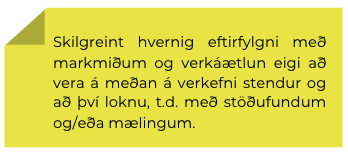 Skilgreint hvernig eftirfylgni með
markmiðum og verkáætlun eigi að
vera á meðan á verkefni stendur og
að því loknu, t.d. með stöðufundum
og/eða mælingum.